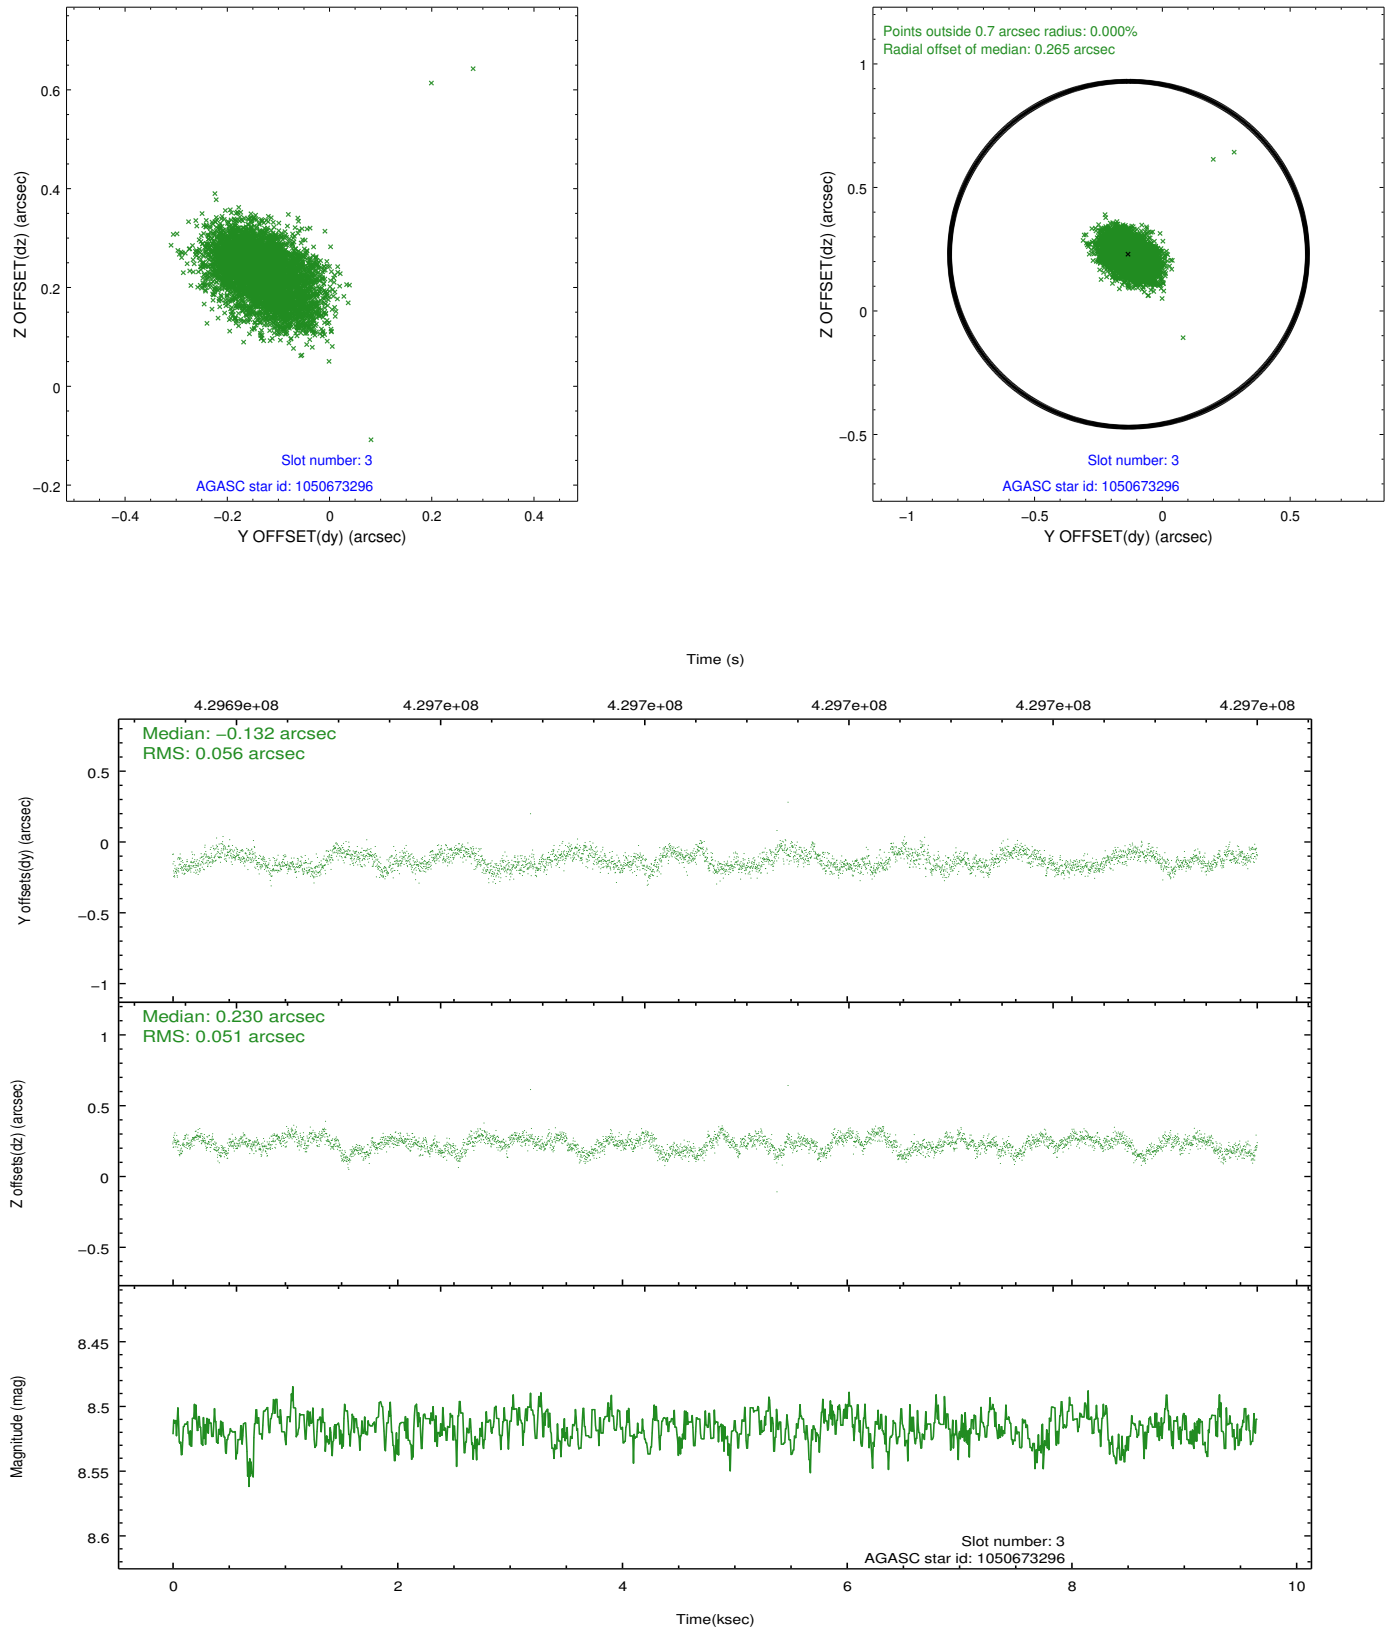 0.6
0.4
0.2
0
−0.2
−0.4
−0.2
0
0.2
0.4
Z OFFSET(dz) (arcsec)
Y OFFSET(dy) (arcsec)
Slot number: 3
AGASC star id: 1050673296
Points outside 0.7 arcsec radius: 0.000%
Radial offset of median: 0.265 arcsec
1
0.5
0
−0.5
−1
−0.5
0
0.5
Z OFFSET(dz) (arcsec)
Y OFFSET(dy) (arcsec)
Slot number: 3
AGASC star id: 1050673296
Time (s)
4.2969e+08 4.297e+08 4.297e+08 4.297e+08 4.297e+08 4.297e+08
Median: −0.132 arcsec
RMS: 0.056 arcsec
0.5
0
−0.5
−1
Y offsets(dy) (arcsec)
Median: 0.230 arcsec
RMS: 0.051 arcsec
1
0.5
0
−0.5
Z offsets(dz) (arcsec)
8.45
8.5
8.55
8.6
Magnitude (mag)
Slot number: 3
AGASC star id: 1050673296
0 2 4 6 8 10
Time(ksec)